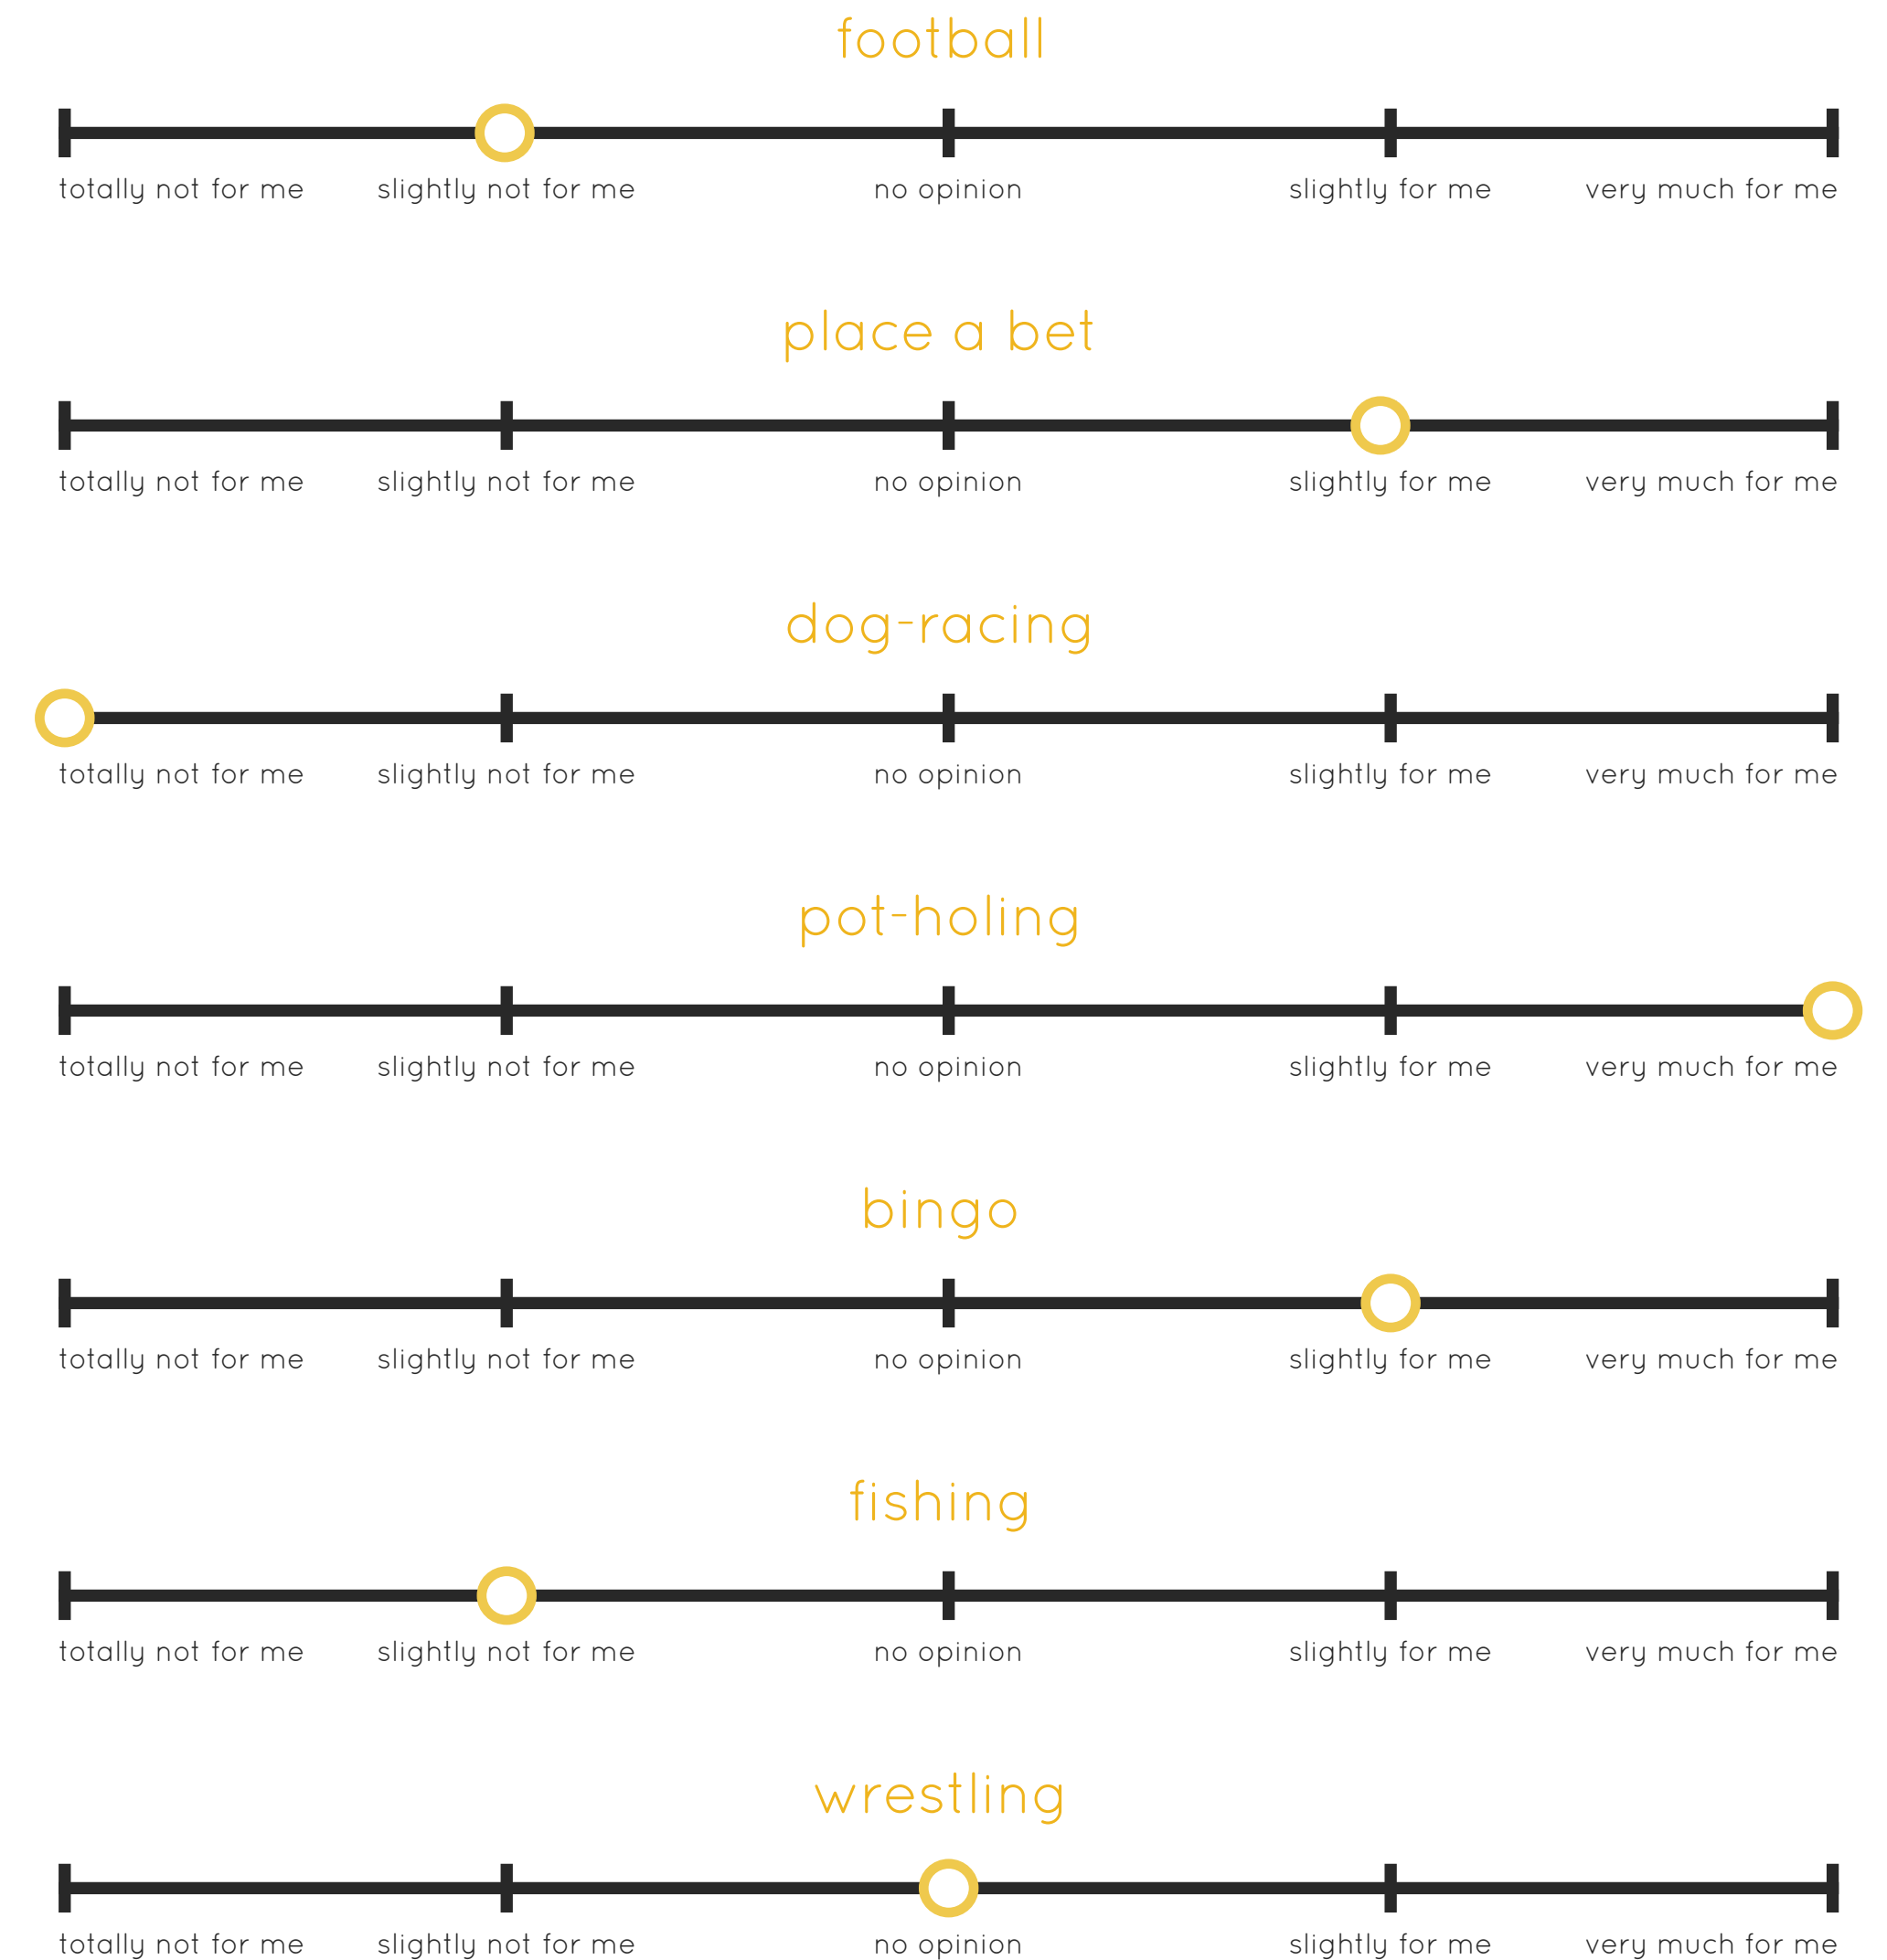 football
totally not for me slightly not for me no opinion slightly for me very much for me
place a bet
totally not for me slightly not for me no opinion slightly for me very much for me
dog-racing
totally not for me slightly not for me no opinion slightly for me very much for me
pot-holing
totally not for me slightly not for me no opinion slightly for me very much for me
bingo
totally not for me slightly not for me no opinion slightly for me very much for me
fishing
totally not for me slightly not for me no opinion slightly for me very much for me
wrestling
totally not for me slightly not for me no opinion slightly for me very much for me